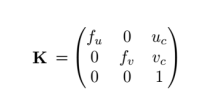 K = 
f_u 0 u_c
0 f_v v_c
0 0 1